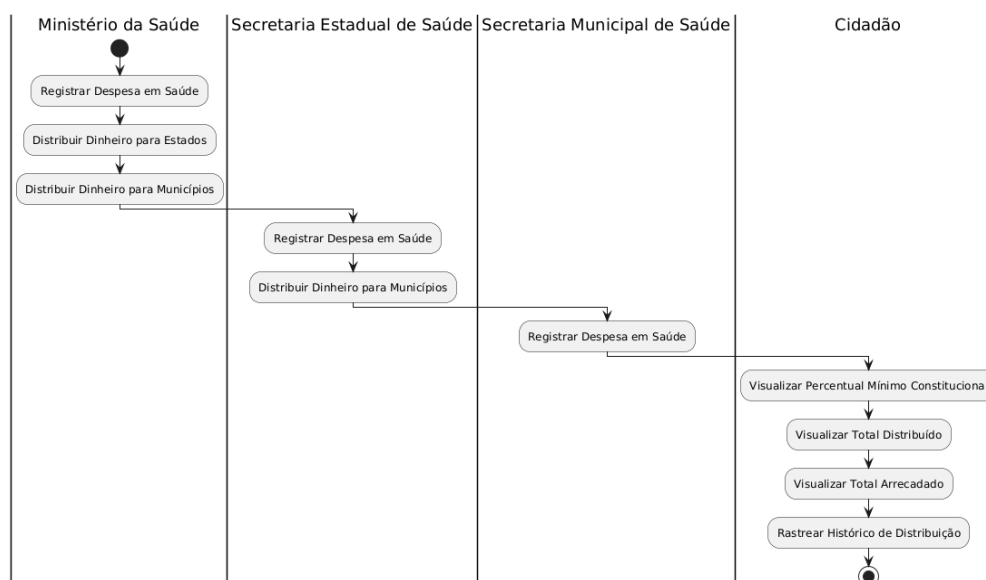 Ministério da Saúde
Secretaria Estadual de Saúde
Secretaria Municipal de Saúde
Cidadão
Registrar Despesa em Saúde
Distribuir Dinheiro para Estados
Distribuir Dinheiro para Municípios
Registrar Despesa em Saúde
Distribuir Dinheiro para Municípios
Registrar Despesa em Saúde
Visualizar Percentual Mínimo Constituciona
Visualizar Total Distribuído
Visualizar Total Arrecadado
Rastrear Histórico de Distribuição